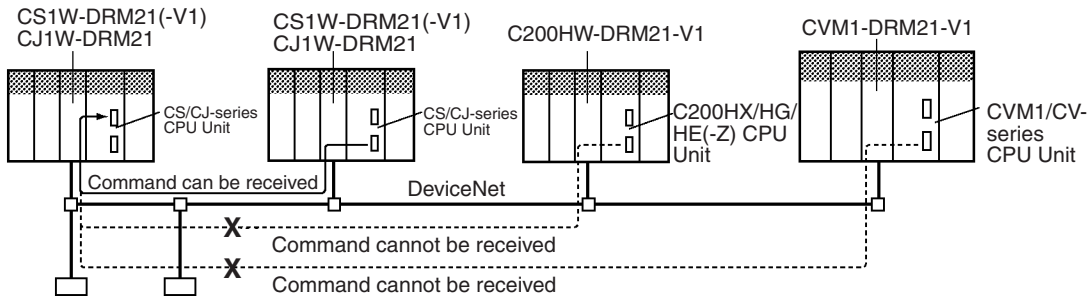 CS1W-DRM21(-V1)
CJ1W-DRM21
CS1W-DRM21(-V1)
CJ1W-DRM21
C200HW-DRM21-V1
CVM1-DRM21-V1
CS/CJ-series
CPU Unit
CS/CJ-series
CPU Unit
C200HX/HG/
HE(-Z) CPU
Unit
CVM1/CV-
series
CPU Unit
Command can be received
DeviceNet
X
Command cannot be received
X
Command cannot be received